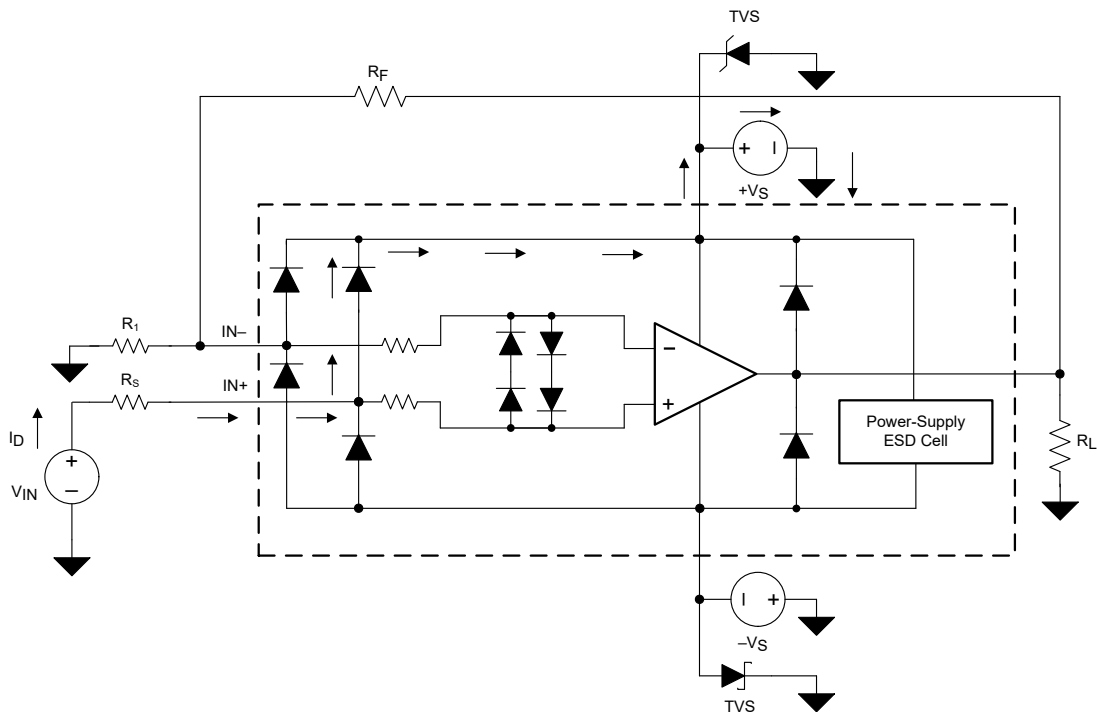 TVS
RF
+ −
+VS
R1
IN−
−
RS
IN+
+
Power-Supply
ESD Cell
RL
ID
+
−
VIN
− +
−VS
TVS